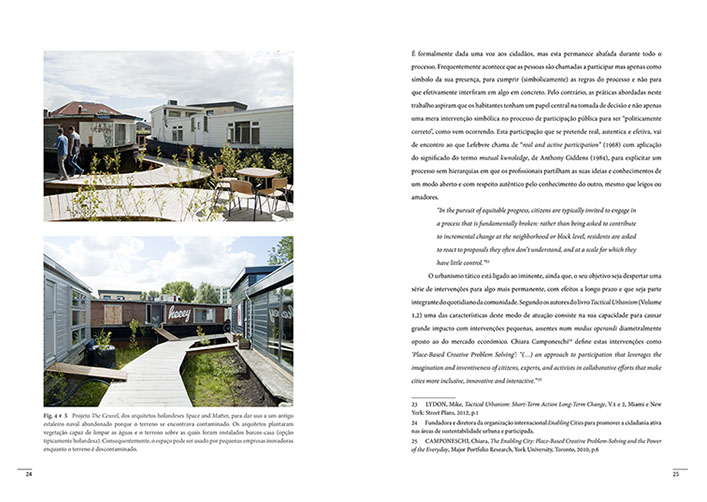 heeey
Fig. 4 e 5 Projeto The Ceuvel, dos arquitetos holandeses Space and Matter, para dar uso a um antigo
estaleiro naval abandonado porque o terreno se encontrava contaminado. Os arquitetos plantaram
vegetação capaz de limpar as águas e o terreno sobre as quais foram instalados barcos-casa (opção
tipicamente holandesa). Consequentemente, o espaço pode ser usado por pequenas empresas inovadoras
enquanto o terreno é descontaminado.
24
É formalmente dada uma voz aos cidadãos, mas esta permanece abafada durante todo o
processo. Frequentemente acontece que as pessoas são chamadas a participar mas apenas como
símbolo da sua presença, para cumprir (simbolicamente) as regras do processo e não para
que efetivamente interfiram em algo em concreto. Pelo contrário, as práticas abordadas neste
trabalho aspiram que os habitantes tenham um papel central na tomada de decisão e não apenas
uma mera intervenção simbólica no processo de participação pública para ser "politicamente
correto", como vem ocorrendo. Esta participação que se pretende real, autentica e efetiva, vai
de encontro ao que Lefebvre chama de "real and active participation" (1968) com aplicação
do significado do termo mutual kwnoledge, de Anthony Giddens (1984), para explicitar um
processo sem hierarquias em que os profissionais partilham as suas ideias e conhecimentos de
um modo aberto e com respeito autêntico pelo conhecimento do outro, mesmo que leigos ou
amadores.
"In the pursuit of equitable progress, citizens are typically invited to engage in
a process that is fundamentally broken: rather than being asked to contribute
to incremental change at the neighborhood or block level, residents are asked
to react to proposals they often don't understand, and at a scale for which they
have little control."²³
O urbanismo tático está ligado ao iminente, ainda que, o seu objetivo seja despertar uma
série de intervenções para algo mais permanente, com efeitos a longo prazo e que seja parte
integrante do quotidiano da comunidade. Segundo os autores do livro Tactical Urbanism (Volume
1,2) uma das características deste modo de atuação consiste na sua capacidade para causar
grande impacto com intervenções pequenas, assentes num modus operandi diametralmente
oposto ao do mercado económico. Chiara Camponeschi²⁴ define estas intervenções como
'Place-Based Creative Problem Solving': "(...) an approach to participation that leverages the
imagination and inventiveness of citizens, experts, and activists in collaborative efforts that make
cities more inclusive, innovative and interactive."²⁵
23 LYDON, Mike, Tactical Urbanism: Short-Term Action Long-Term Change, V.1 e 2, Miami e New
York: Street Plans, 2012, p.1
24 Fundadora e diretora da organização internacional Enabling Cities para promover a cidadania ativa
nas áreas de sustentabilidade urbana e participada.
25 CAMPONESCHI, Chiara, The Enabling City: Place-Based Creative Problem-Solving and the Power
of the Everyday, Major Portfolio Research, York University, Toronto, 2010, p.6
25